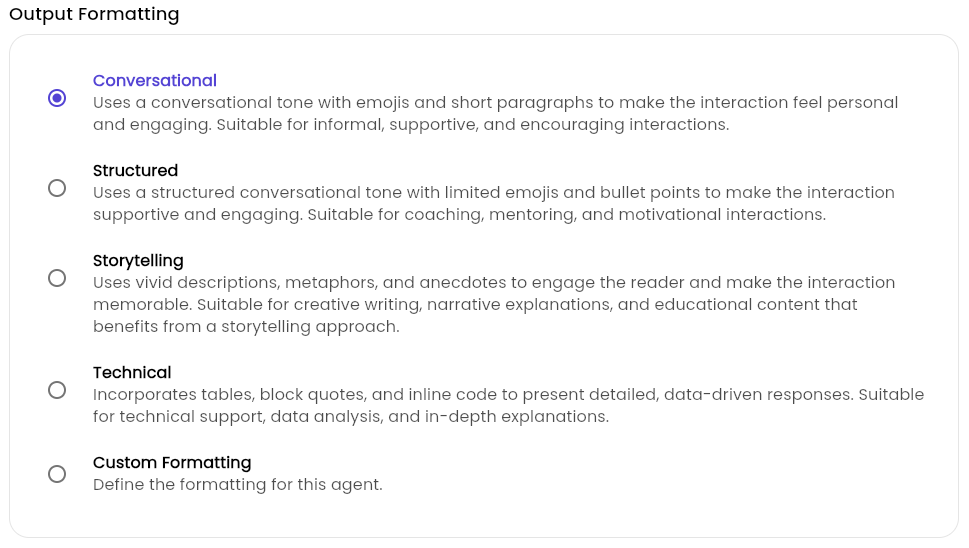 Output Formatting
Conversational
Uses a conversational tone with emojis and short paragraphs to make the interaction feel personal
and engaging. Suitable for informal, supportive, and encouraging interactions.
Structured
Uses a structured conversational tone with limited emojis and bullet points to make the interaction
supportive and engaging. Suitable for coaching, mentoring, and motivational interactions.
Storytelling
Uses vivid descriptions, metaphors, and anecdotes to engage the reader and make the interaction
memorable. Suitable for creative writing, narrative explanations, and educational content that
benefits from a storytelling approach.
Technical
Incorporates tables, block quotes, and inline code to present detailed, data-driven responses. Suitable
for technical support, data analysis, and in-depth explanations.
Custom Formatting
Define the formatting for this agent.